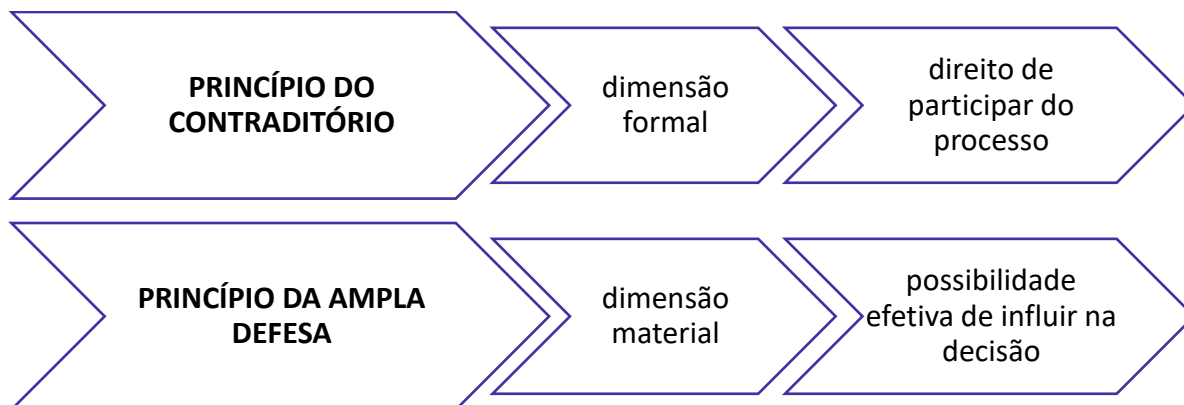 PRINCÍPIO DO
CONTRADITÓRIO
dimensão
formal
direito de
participar do
processo
PRINCÍPIO DA AMPLA
DEFESA
dimensão
material
possibilidade
efetiva de influir na
decisão